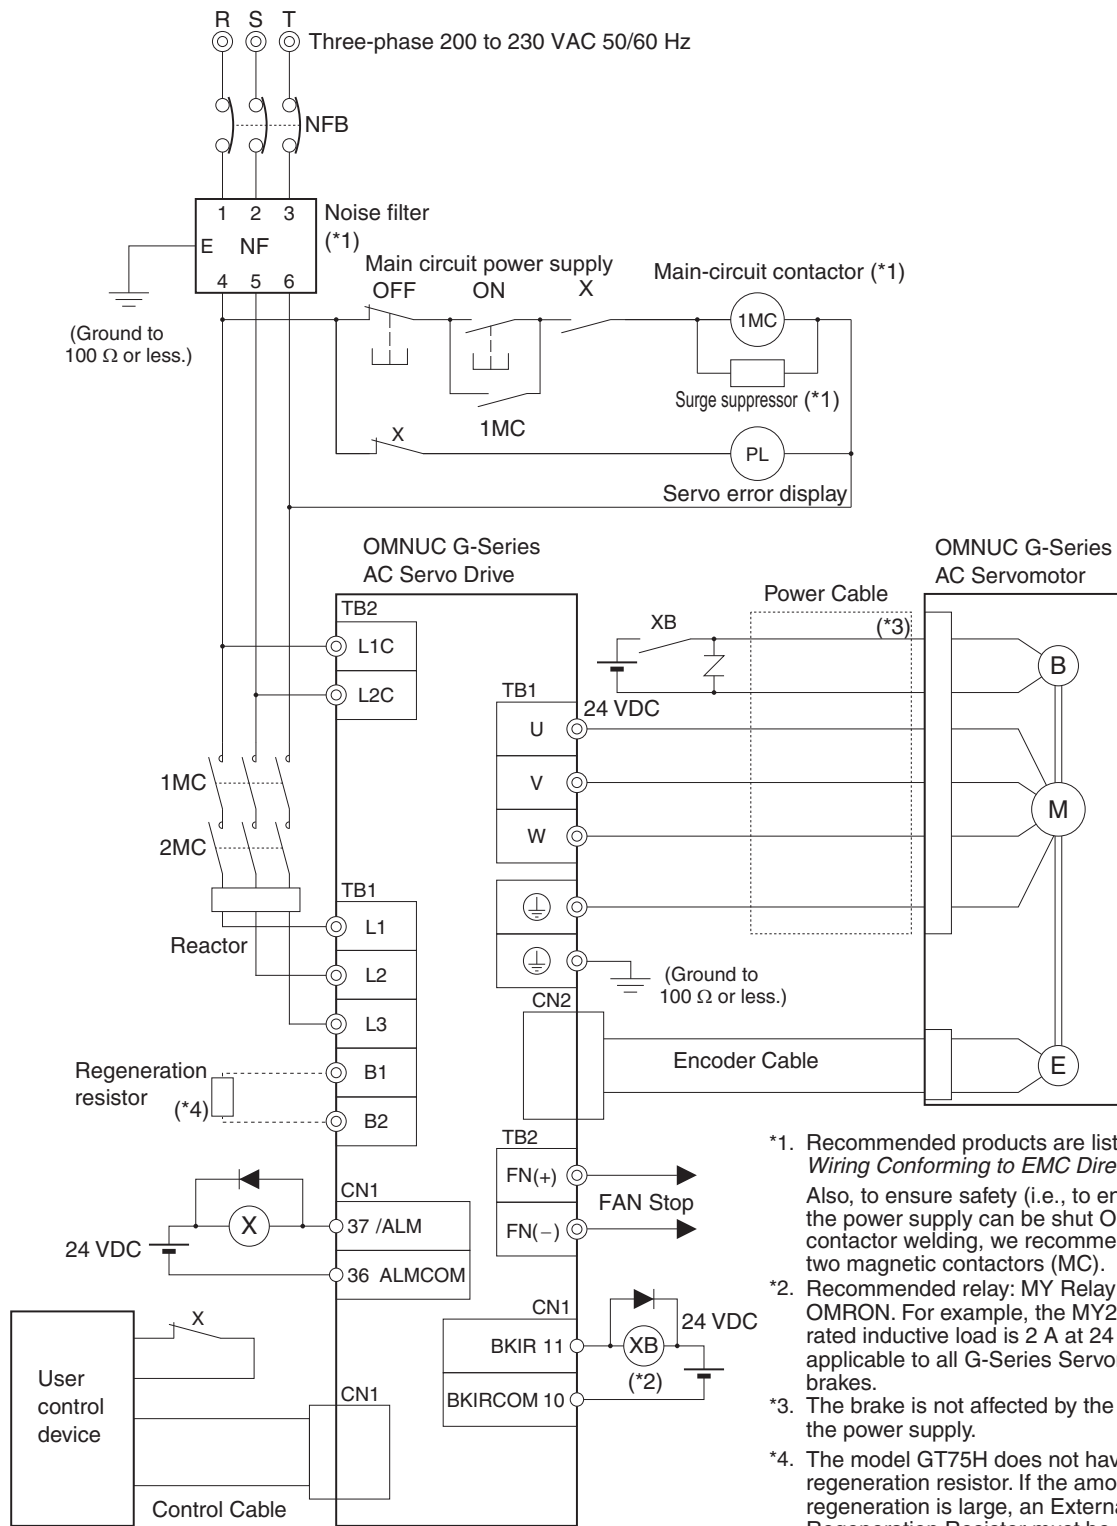 R S T
Three-phase 200 to 230 VAC 50/60 Hz
NFB
1 2 3
Noise filter
(*1)
E NF
4 5 6
(Ground to
100 Ω or less.)
Main circuit power supply
OFF ON X
Main-circuit contactor (*1)
1MC
Surge suppressor (*1)
1MC
X
PL
Servo error display
OMNUC G-Series
AC Servo Drive
OMNUC G-Series
AC Servomotor
TB2
L1C
L2C
Power Cable
(*3)
XB
24 VDC
B
TB1
U
V
W
M
1MC
2MC
Reactor
TB1
L1
L2
L3
B1
B2
(Ground to
100 Ω or less.)
CN2
Encoder Cable
E
Regeneration
resistor
(*4)
TB2
FN(+)
FN(−)
FAN Stop
CN1
X
37 /ALM
24 VDC
36 ALMCOM
CN1
BKIR 11
XB
24 VDC
(*2)
BKIRCOM 10
X
User
control
device
CN1
Control Cable
*1. Recommended products are list
Wiring Conforming to EMC Dire
Also, to ensure safety (i.e., to en
the power supply can be shut O
contactor welding, we recomme
two magnetic contactors (MC).
*2. Recommended relay: MY Relay
OMRON. For example, the MY2
rated inductive load is 2 A at 24
applicable to all G-Series Servo
brakes.
*3. The brake is not affected by the
the power supply.
*4. The model GT75H does not hav
regeneration resistor. If the amo
regeneration is large, an Externa
Regeneration Resistor must be